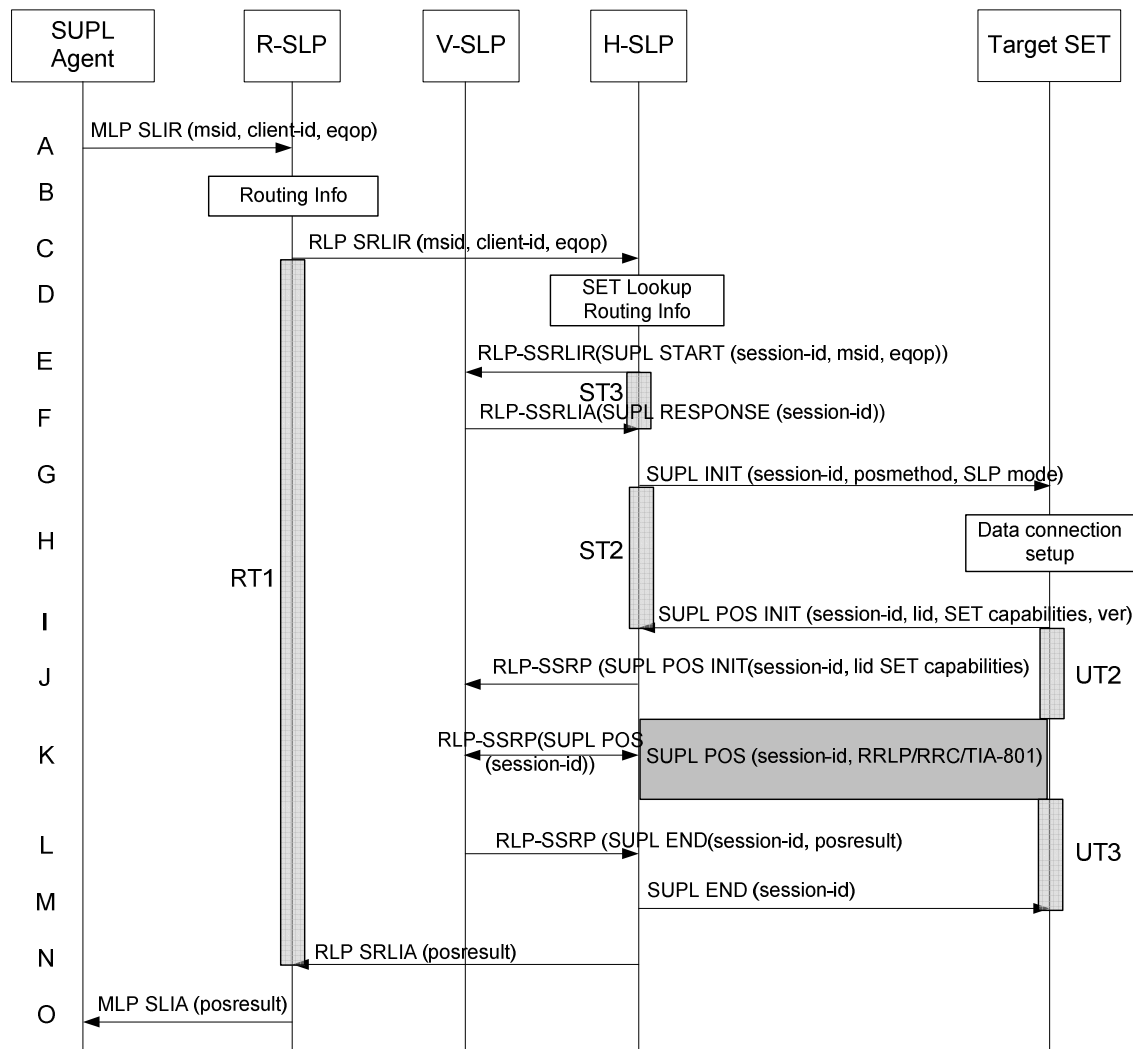 SUPL
Agent
R-SLP
V-SLP
H-SLP
Target SET
A
MLP SLIR (msid, client-id, eqop)
B
Routing Info
C
RLP SRLIR (msid, client-id, eqop)
D
SET Lookup
Routing Info
E
RLP-SSRLIR(SUPL START (session-id, msid, eqop))
ST3
F
RLP-SSRLIA(SUPL RESPONSE (session-id))
G
SUPL INIT (session-id, posmethod, SLP mode)
H
Data connection
setup
ST2
RT1
I
SUPL POS INIT (session-id, lid, SET capabilities, ver)
J
RLP-SSRP (SUPL POS INIT(session-id, lid SET capabilities)
UT2
K
RLP-SSRP(SUPL POS
(session-id))
SUPL POS (session-id, RRLP/RRC/TIA-801)
L
RLP-SSRP (SUPL END(session-id, posresult)
UT3
M
SUPL END (session-id)
N
RLP SRLIA (posresult)
O
MLP SLIA (posresult)